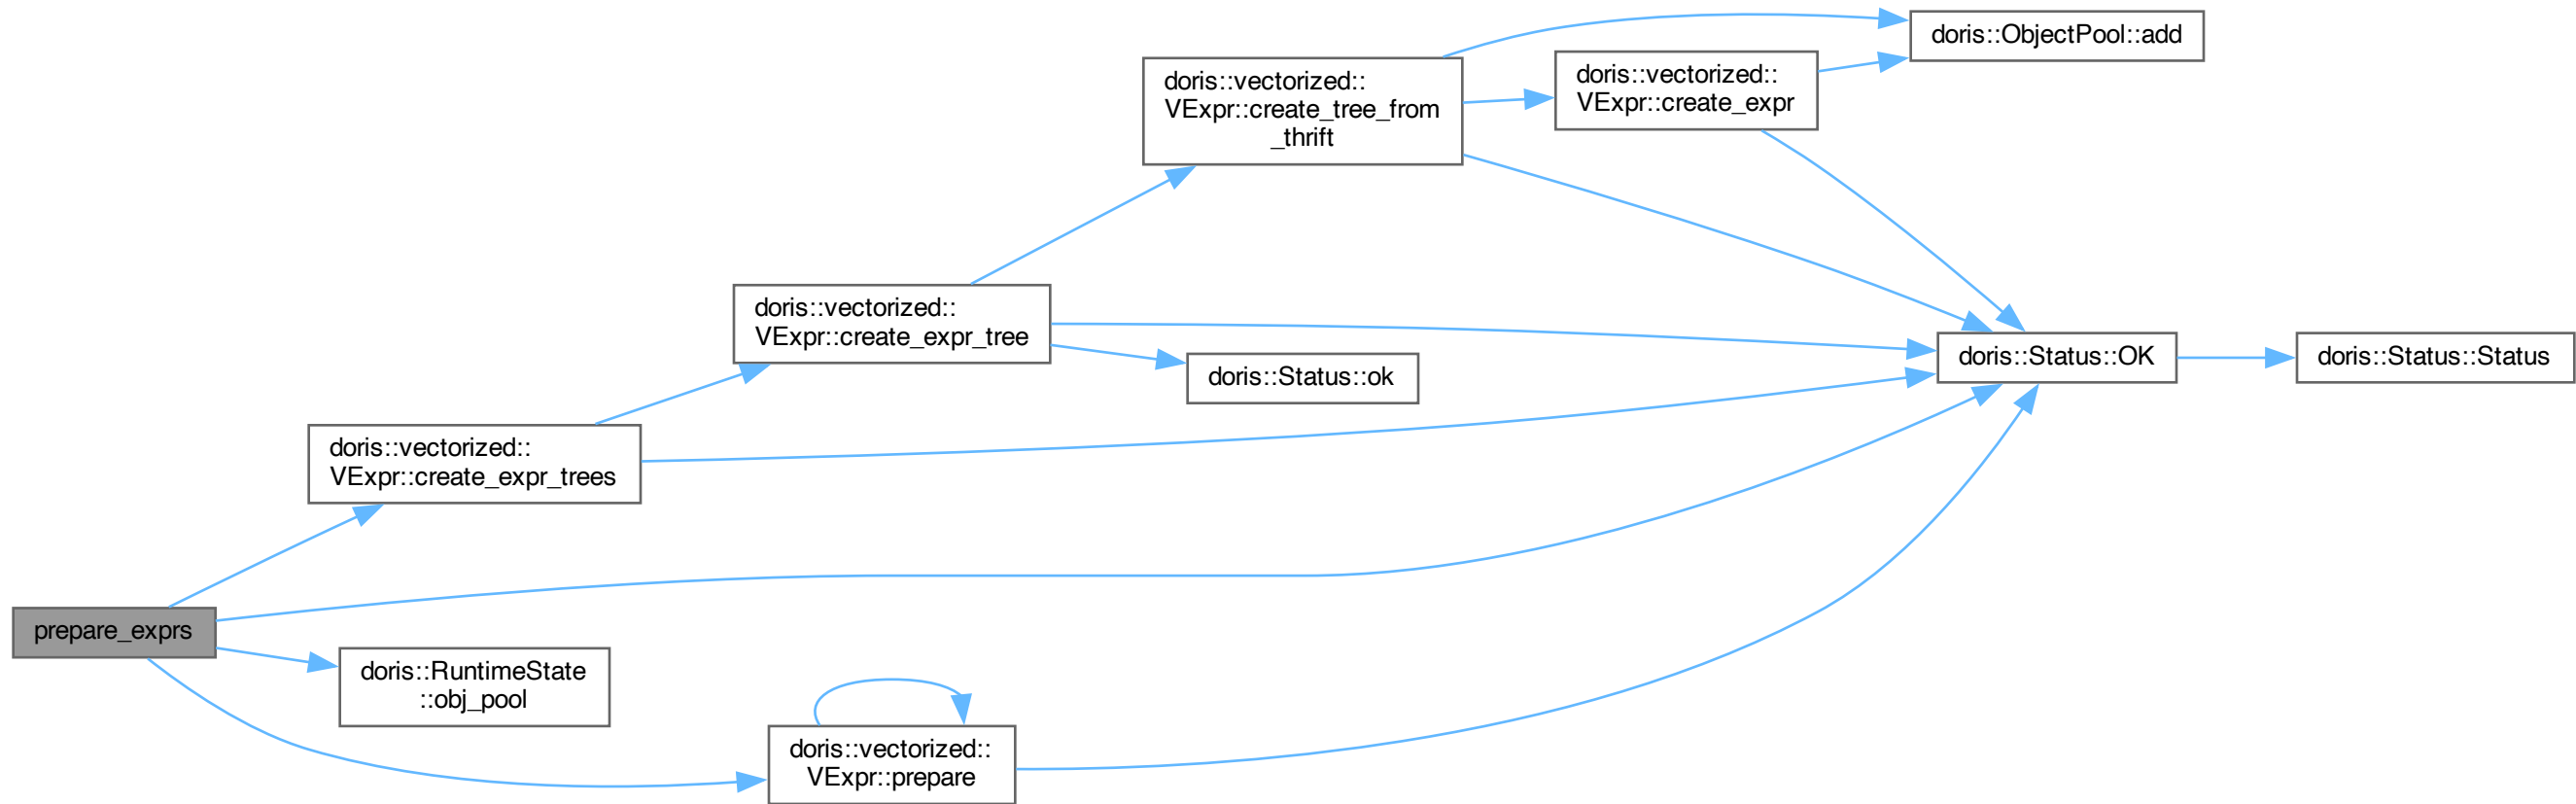 doris::ObjectPool::add
doris::vectorized::
VExpr::create_expr
doris::vectorized::
VExpr::create_tree_from
_thrift
doris::vectorized::
VExpr::create_expr_tree
doris::Status::OK
doris::Status::Status
doris::Status::ok
doris::vectorized::
VExpr::create_expr_trees
prepare_exprs
doris::RuntimeState
::obj_pool
doris::vectorized::
VExpr::prepare